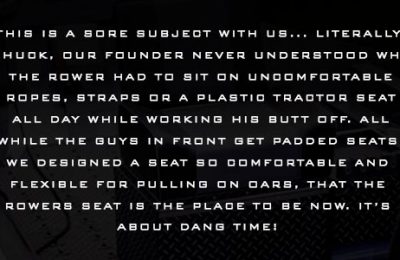 THIS IS A SORE SUBJECT WITH US... LITERALLY
HUCK, OUR FOUNDER NEVER UNDERSTOOD WH
THE ROWER HAD TO SIT ON UNCOMFORTABLE
ROPES, STRAPS OR A PLASTIC TRACTOR SEAT
ALL DAY WHILE WORKING HIS BUTT OFF. ALL
WHILE THE GUYS IN FRONT GET PADDED SEATS
WE DESIGNED A SEAT SO COMFORTABLE AND
FLEXIBLE FOR PULLING ON OARS, THAT THE
ROWERS SEAT IS THE PLACE TO BE NOW. IT'S
ABOUT DANG TIME!